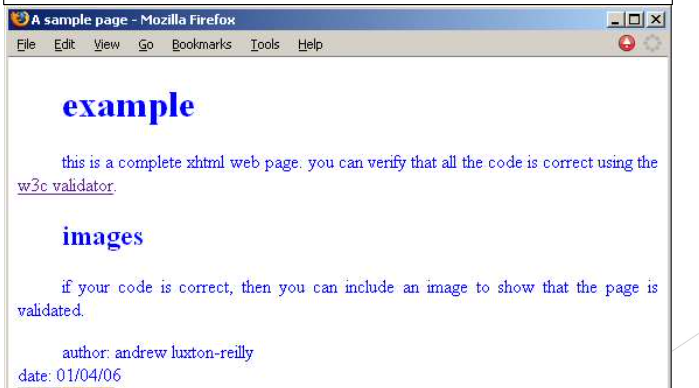 A sample page - Mozilla Firefox
File Edit View Go Bookmarks Tools Help
example
this is a complete xhtml web page. you can verify that all the code is correct using the
w3c validator.
images
if your code is correct, then you can include an image to show that the page is
validated.
author: andrew luxton-reilly
date: 01/04/06